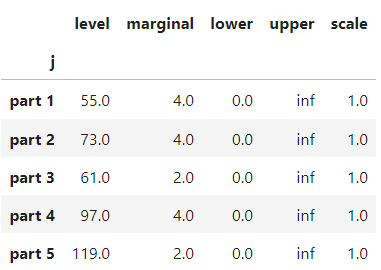 level marginal lower upper scale
j
part 1 55.0 4.0 0.0 inf 1.0
part 2 73.0 4.0 0.0 inf 1.0
part 3 61.0 2.0 0.0 inf 1.0
part 4 97.0 4.0 0.0 inf 1.0
part 5 119.0 2.0 0.0 inf 1.0